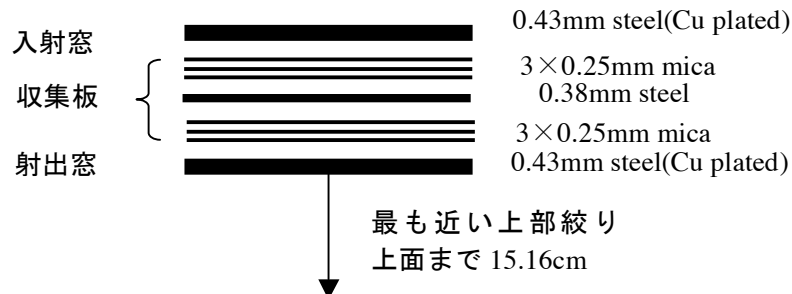 入射窓
収集板
射出窓
0.43mm steel(Cu plated)
3×0.25mm mica
0.38mm steel
3×0.25mm mica
0.43mm steel(Cu plated)
最も近い上部絞り
上面まで 15.16cm